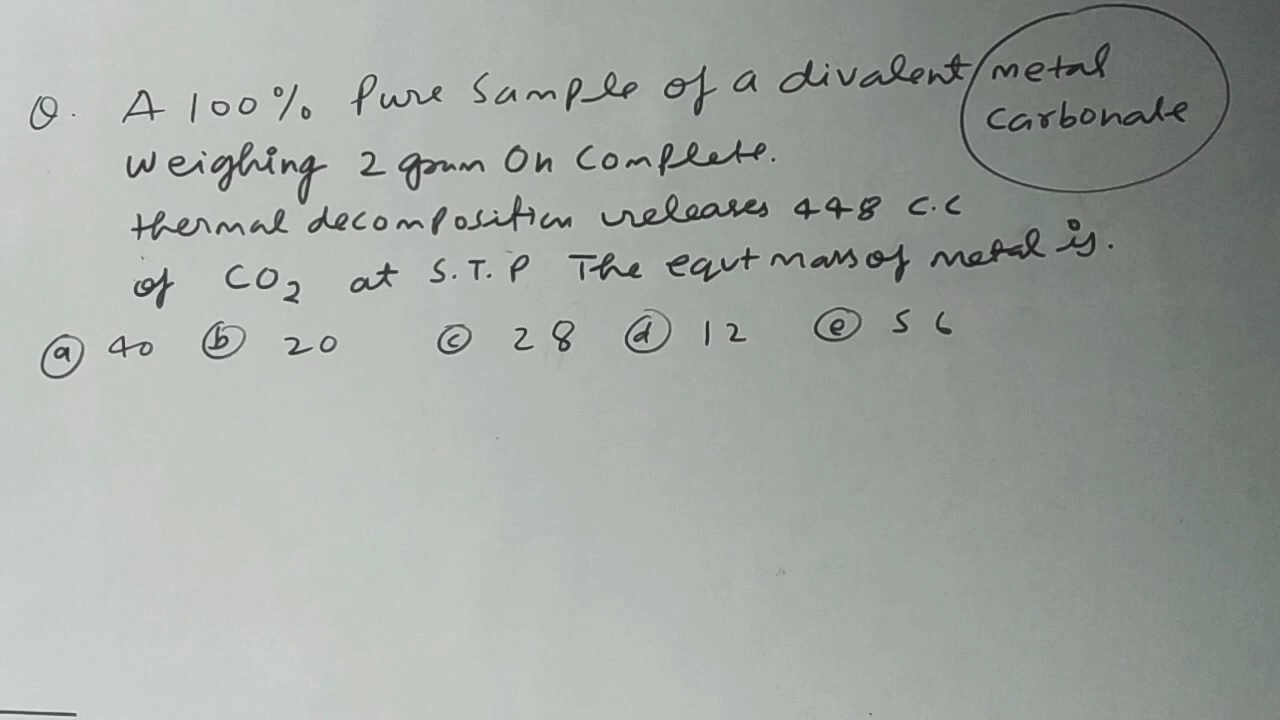 Q. A 100% Pure Sample of a divalent metal
carbonate
weighing 2 gram On Complete.
thermal decomposition releases 448 C.C
of CO2 at S.T.P The eqvt mass of metal is.
(a) 40 (b) 20 (c) 28 (d) 12 (e) 56